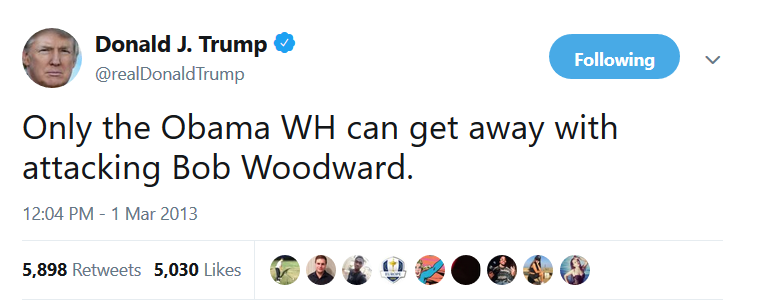 Donald J. Trump
@realDonaldTrump
Following
Only the Obama WH can get away with
attacking Bob Woodward.
12:04 PM - 1 Mar 2013
5,898 Retweets 5,030 Likes